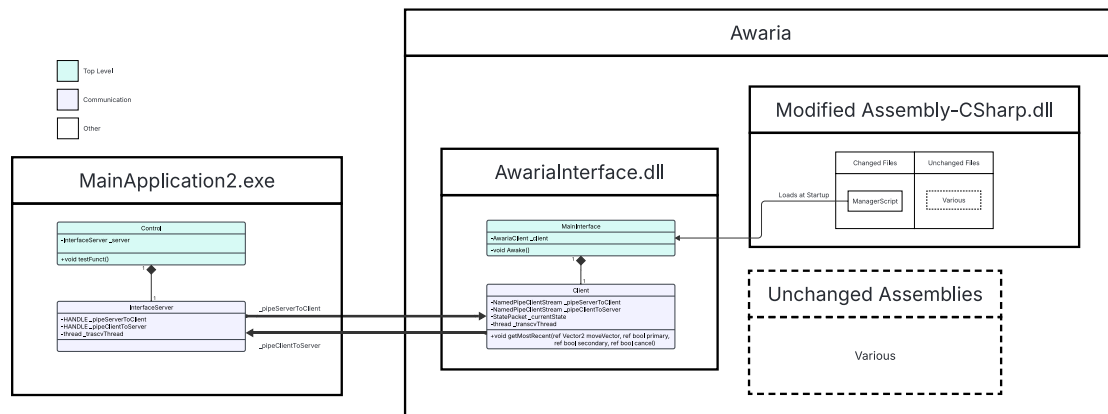 Awaria
Top Level
Communication
Other
Modified Assembly-CSharp.dll
Changed Files
Unchanged Files
ManagerScript
Various
Loads at Startup
MainApplication2.exe
Control
-InterfaceServer _server
+void testFunct()
1
1
InterfaceServer
-HANDLE _pipeServerToClient
-HANDLE _pipeClientToServer
-thread _trascvThread
_pipeServerToClient
_pipeClientToServer
AwariaInterface.dll
MainInterface
-AwariaClient _client
-void Awake()
1
1
Client
-NamedPipeClientStream _pipeServerToClient
-NamedPipeClientStream _pipeClientToServer
-StatePacket _currentState
-thread _transcvThread
+void getMostRecent(ref Vector2 moveVector, ref bool primary,
ref bool secondary, ref bool cancel)
Unchanged Assemblies
Various